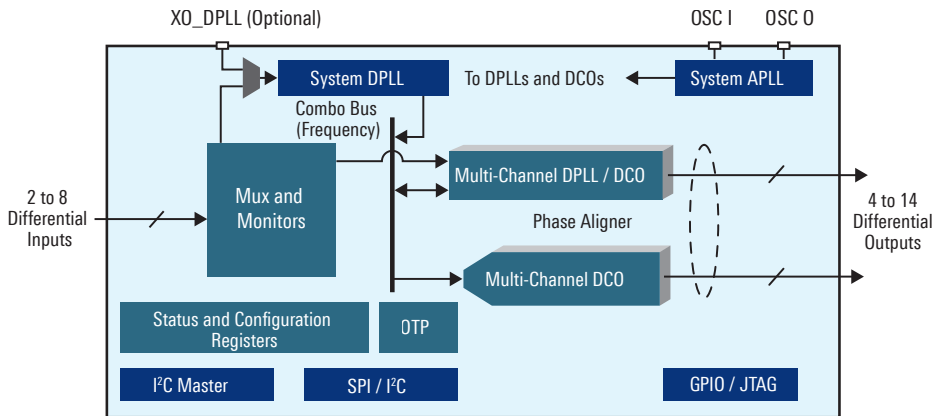 XO_DPLL (Optional)
OSC I
OSC O
System DPLL
To DPLLs and DCOs
System APLL
Combo Bus
(Frequency)
Mux and
Monitors
Multi-Channel DPLL / DCO
2 to 8
Differential
Inputs
Phase Aligner
4 to 14
Differential
Outputs
Multi-Channel DCO
Status and Configuration
Registers
OTP
I²C Master
SPI / I²C
GPIO / JTAG